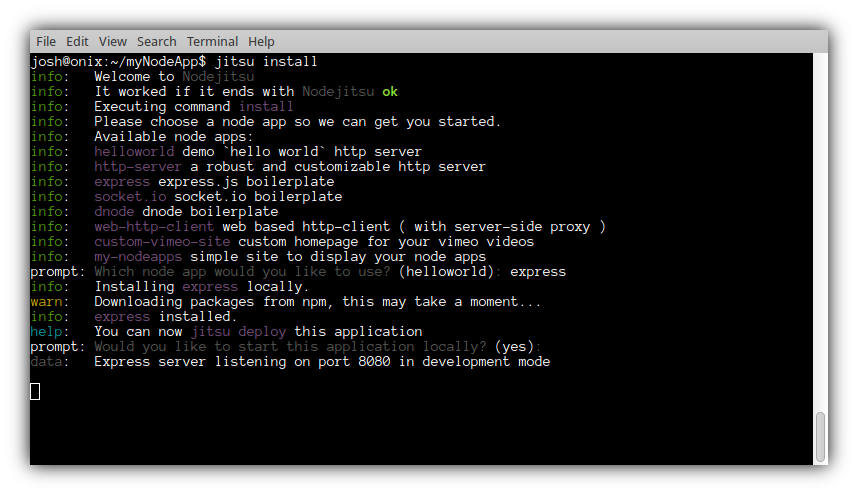 File Edit View Search Terminal Help
josh@onix:~/myNodeApp$ jitsu install
info:   Welcome to Nodejitsu
info:   It worked if it ends with Nodejitsu ok
info:   Executing command install
info:   Please choose a node app so we can get you started.
info:   Available node apps:
info:   helloworld demo `hello world` http server
info:   http-server a robust and customizable http server
info:   express express.js boilerplate
info:   socket.io socket.io boilerplate
info:   dnode dnode boilerplate
info:   web-http-client web based http-client ( with server-side proxy )
info:   custom-vimeo-site custom homepage for your vimeo videos
info:   my-nodeapps simple site to display your node apps
prompt: Which node app would you like to use? (helloworld): express
info:   Installing express locally.
warn:   Downloading packages from npm, this may take a moment...
info:   express installed.
help:   You can now jitsu deploy this application
prompt: Would you like to start this application locally? (yes):
data:   Express server listening on port 8080 in development mode